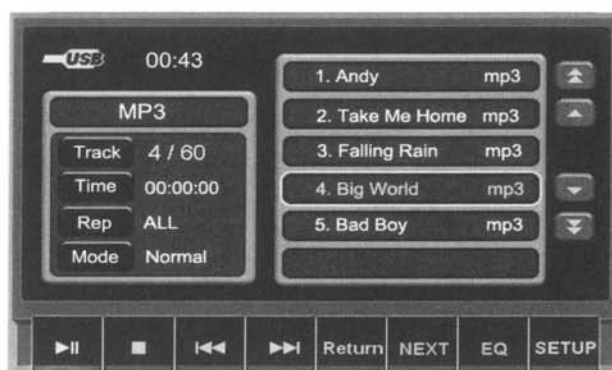 USB 00:43
MP3
Track 4 / 60
Time 00:00:00
Rep ALL
Mode Normal
1. Andy mp3
2. Take Me Home mp3
3. Falling Rain mp3
4. Big World mp3
5. Bad Boy mp3
Return NEXT EQ SETUP